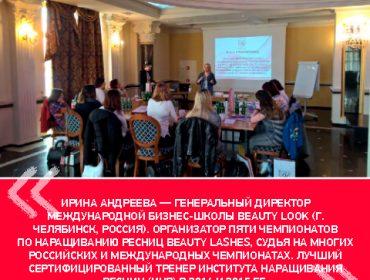 ИРИНА АНДРЕЕВА — ГЕНЕРАЛЬНЫЙ ДИРЕКТОР
МЕЖДУНАРОДНОЙ БИЗНЕС-ШКОЛЫ BEAUTY LOOK (Г.
ЧЕЛЯБИНСК, РОССИЯ). ОРГАНИЗАТОР ПЯТИ ЧЕМПИОНАТОВ
ПО НАРАЩИВАНИЮ РЕСНИЦ BEAUTY LASHES, СУДЬЯ НА МНОГИХ
РОССИЙСКИХ И МЕЖДУНАРОДНЫХ ЧЕМПИОНАТАХ. ЛУЧШИЙ
СЕРТИФИЦИРОВАННЫЙ ТРЕНЕР ИНСТИТУТА НАРАЩИВАНИЯ